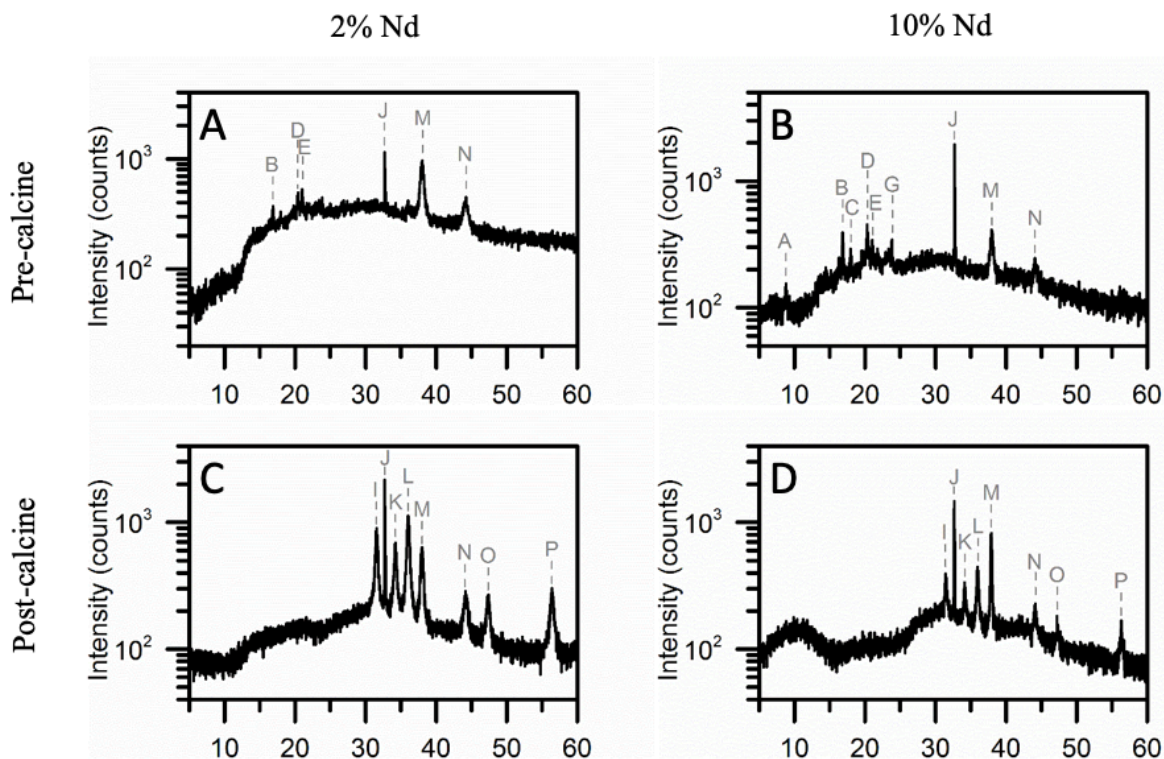 2% Nd
10% Nd
Pre-calcine
A
Intensity (counts)
10³
10²
B
D
E
J
M
N
10 20 30 40 50 60
B
Intensity (counts)
10³
10²
A
B
C
D
E
G
J
M
N
10 20 30 40 50 60
Post-calcine
C
Intensity (counts)
10³
10²
I
J
K
L
M
N
O
P
10 20 30 40 50 60
D
Intensity (counts)
10³
10²
I
J
K
L
M
N
O
P
10 20 30 40 50 60